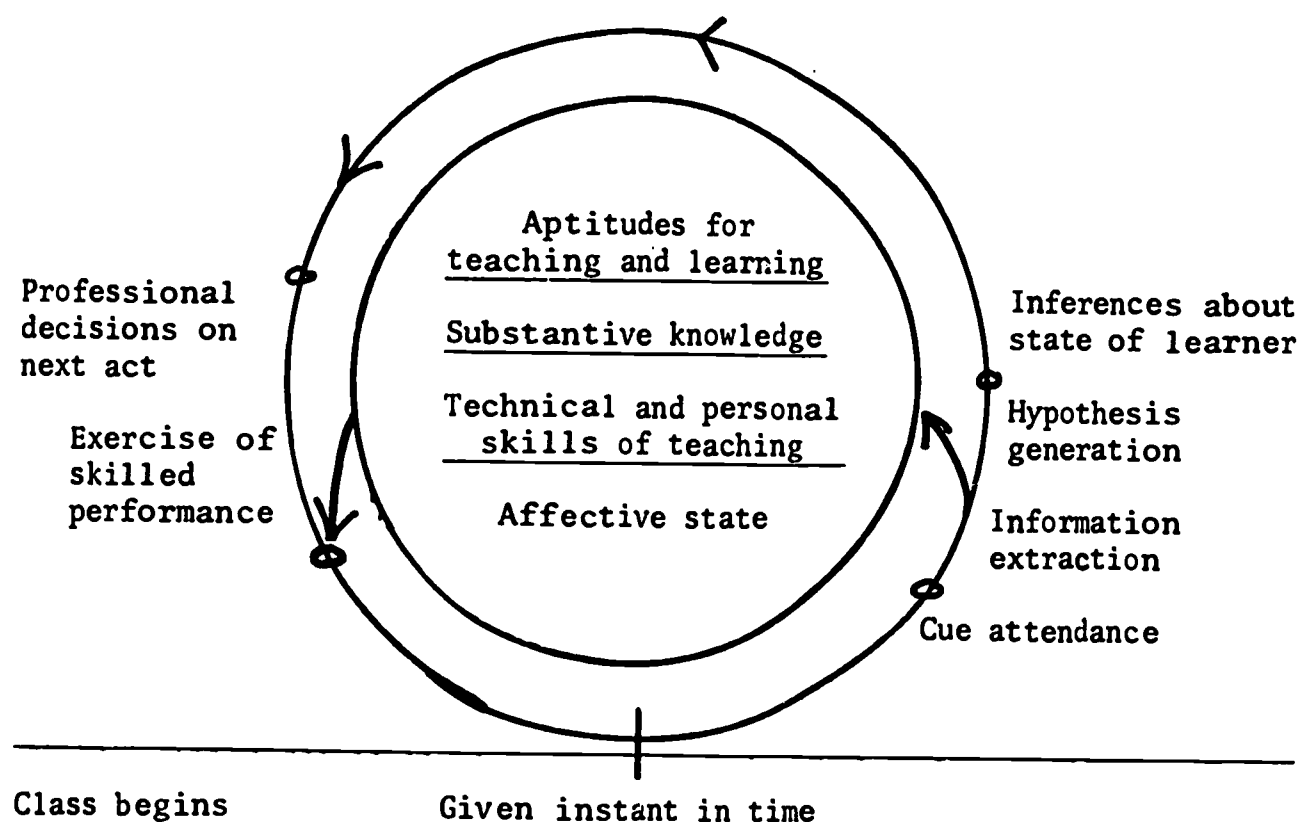 Aptitudes for
teaching and learning
Substantive knowledge
Technical and personal
skills of teaching
Affective state
Professional
decisions on
next act
Exercise of
skilled
performance
Inferences about
state of learner
Hypothesis
generation
Information
extraction
Cue attendance
Class begins
Given instant in time